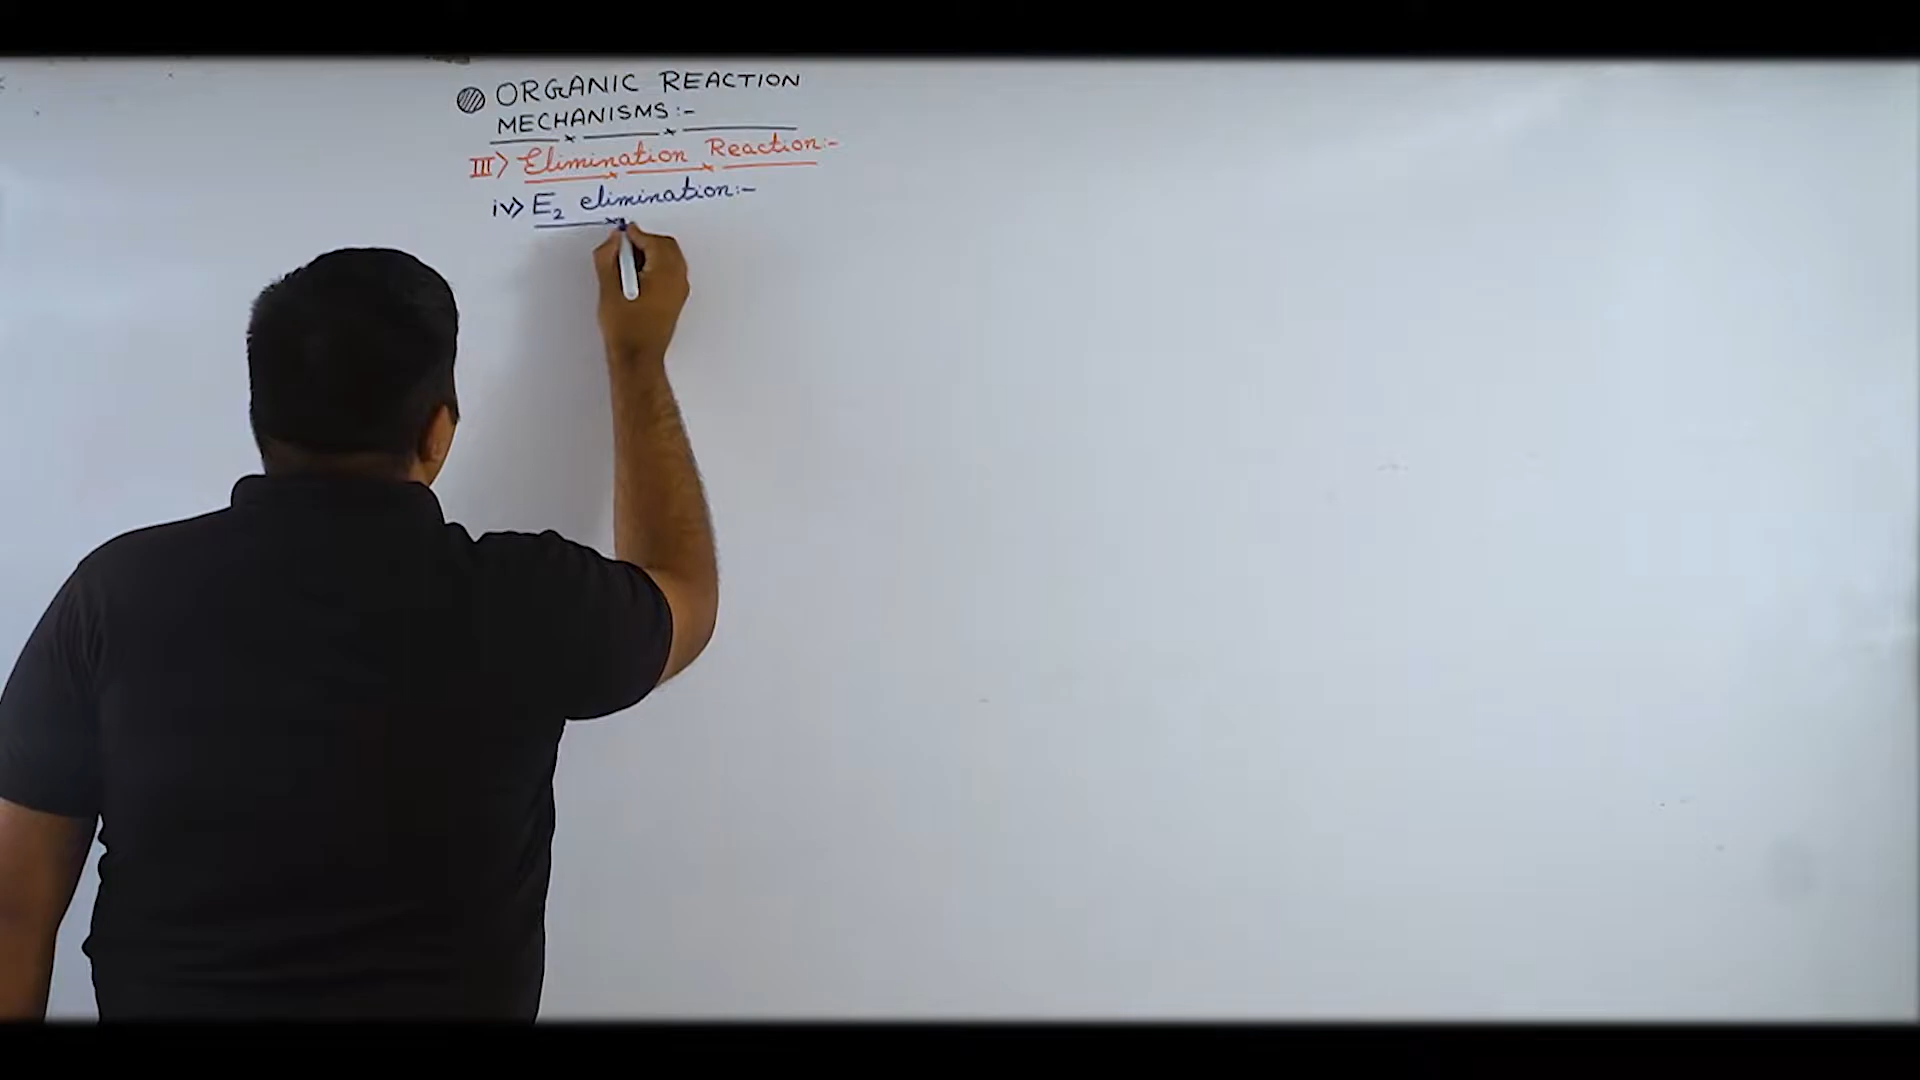 ORGANIC REACTION
MECHANISMS:-
III> Elimination Reaction:-
iv> E₂ elimination:-